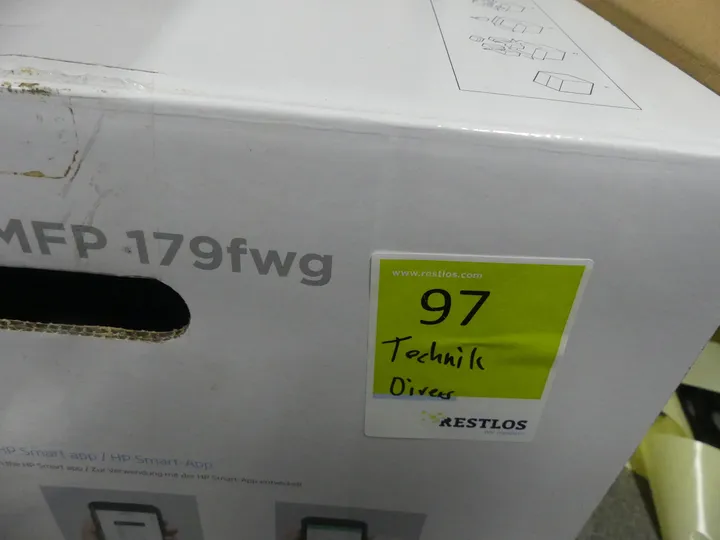 MFP 179fwg
www.restlos.com
97
Technik
Divers
RESTLOS
HP Smart app / HP Smart App